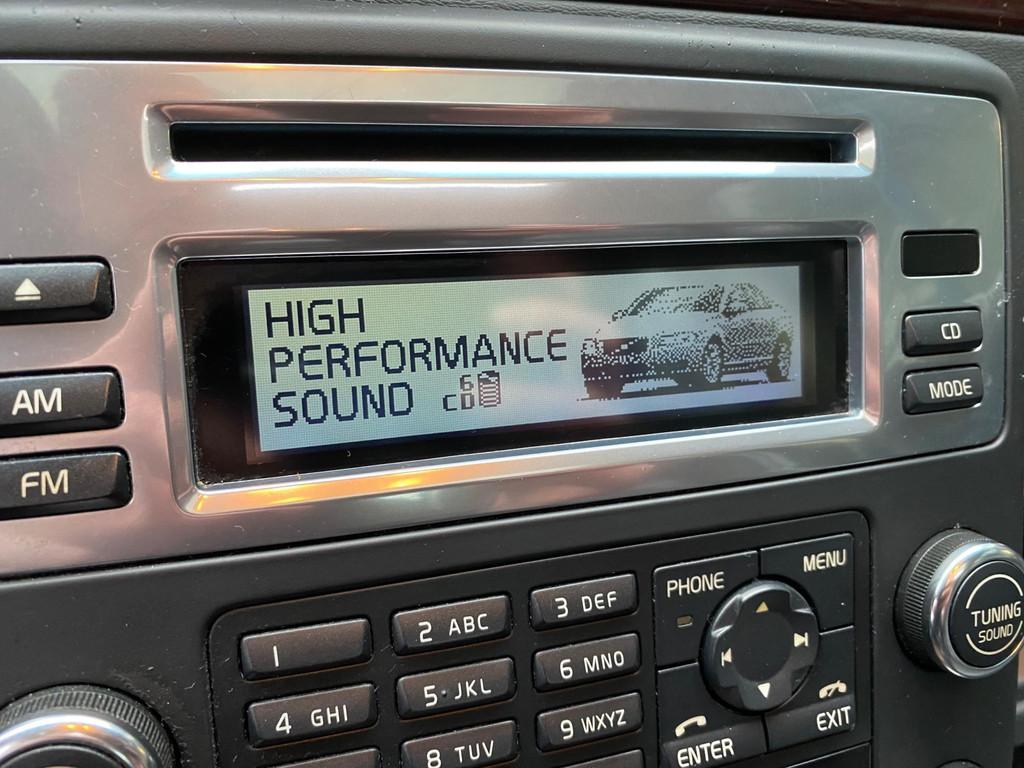 HIGH
PERFORMANCE
SOUND CD 6
AM
FM
CD
MODE
1
2 ABC
3 DEF
4 GHI
5 JKL
6 MNO
8 TUV
9 WXYZ
PHONE
MENU
ENTER
EXIT
TUNING
SOUND